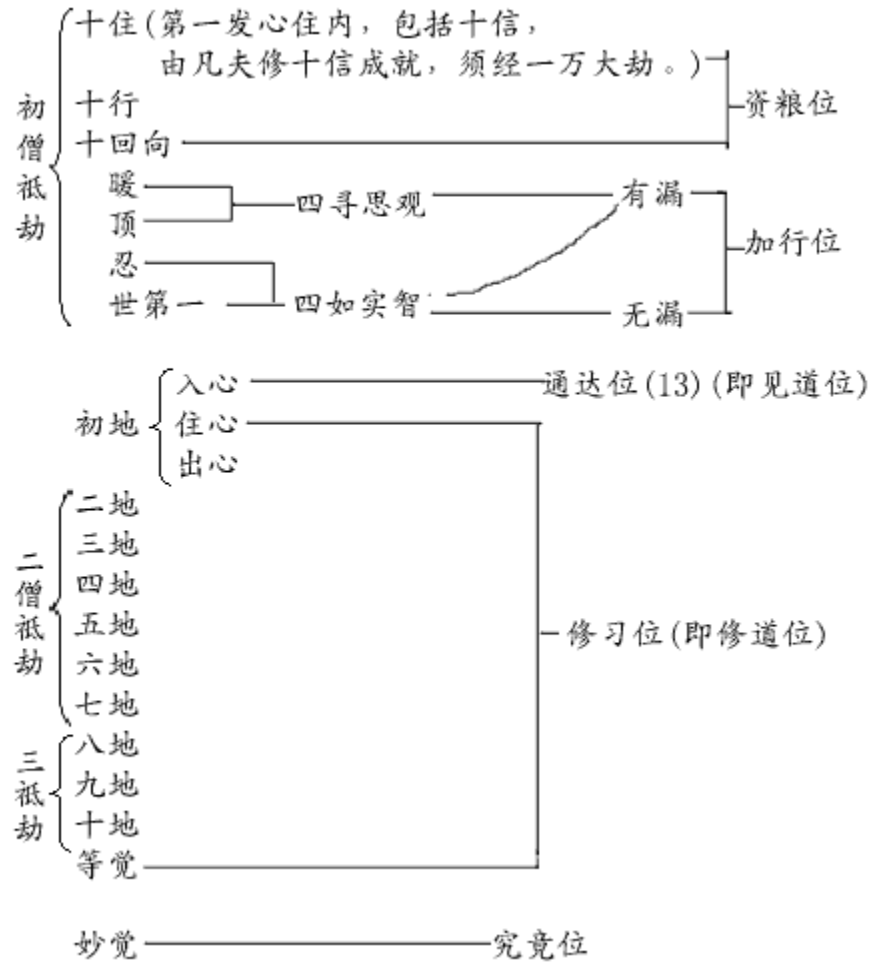 初僧祇劫
十住(第一发心住内，包括十信，
由凡夫修十信成就，须经一万大劫。)
十行
十回向
资粮位
暖
顶
四寻思观
有漏
忍
世第一
四如实智
无漏
加行位
初地
入心
通达位(13)(即见道位)
住心
出心
二僧祇劫
二地
三地
四地
五地
六地
七地
修习位(即修道位)
三祇劫
八地
九地
十地
等觉
妙觉
究竟位